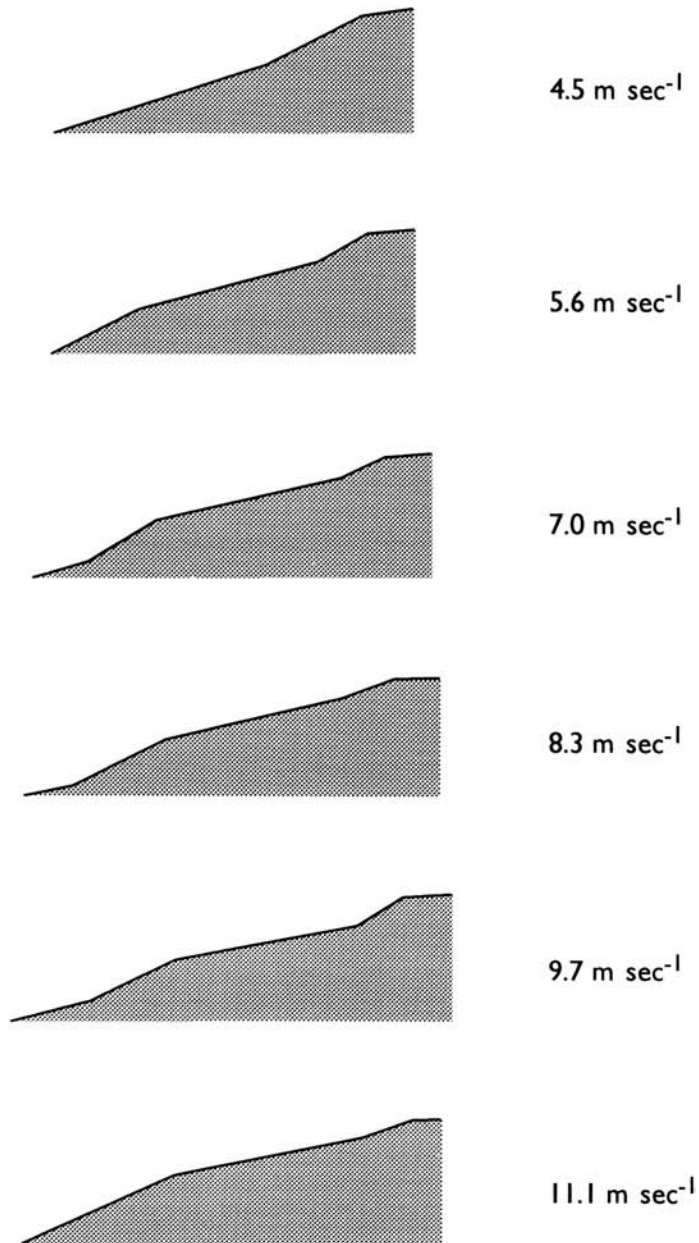 4.5 m sec⁻¹
5.6 m sec⁻¹
7.0 m sec⁻¹
8.3 m sec⁻¹
9.7 m sec⁻¹
11.1 m sec⁻¹